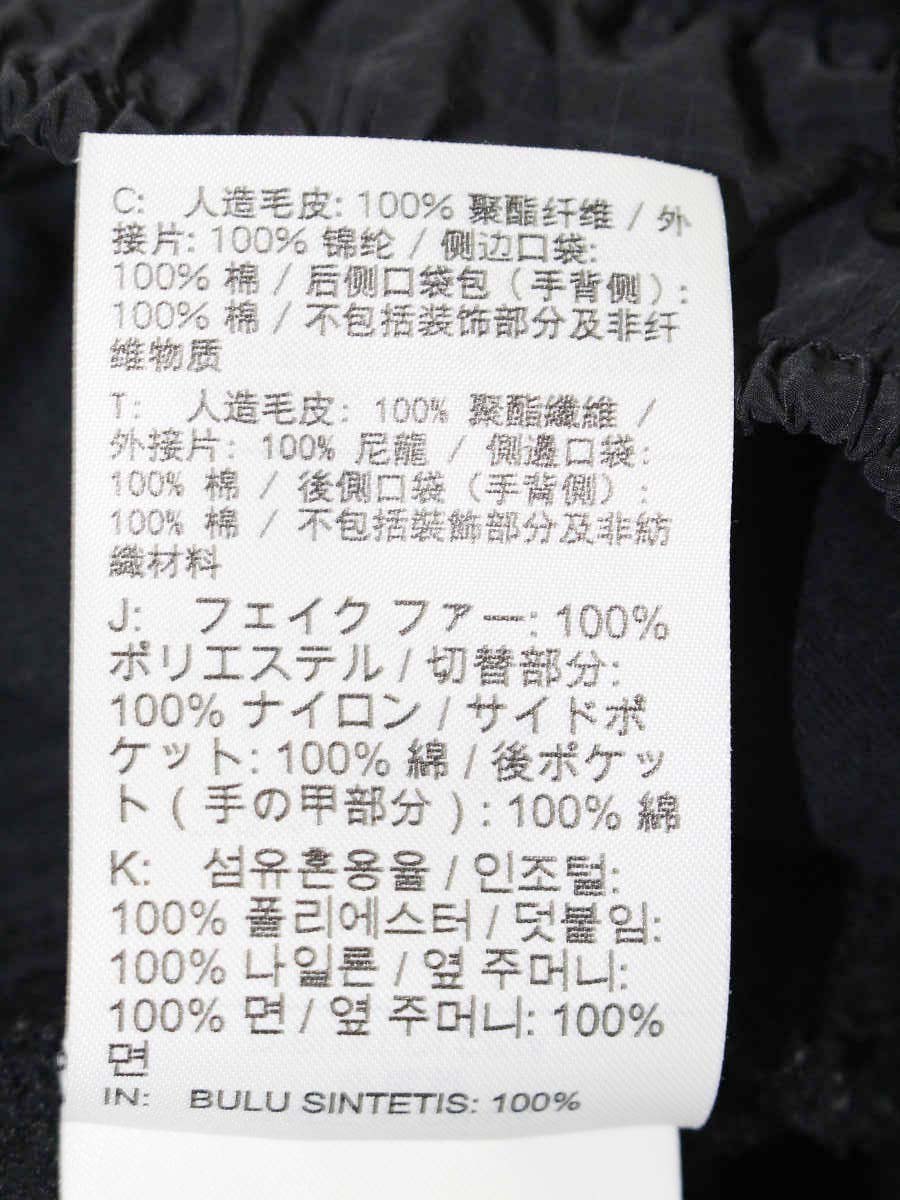 C: 人造毛皮: 100% 聚酯纤维 / 外
接片: 100% 锦纶 / 侧边口袋:
100% 棉 / 后侧口袋包 (手背侧):
100% 棉 / 不包括装饰部分及非纤
维物质
T: 人造毛皮: 100% 聚酯纖維 /
外接片: 100% 尼龍 / 側邊口袋:
100% 棉 / 後側口袋 (手背側):
100% 棉 / 不包括裝飾部分及非紡
織材料
J: フェイク ファー: 100%
ポリエステル / 切替部分:
100% ナイロン / サイドポ
ケット: 100% 綿 / 後ポケッ
ト (手の甲部分): 100% 綿
K: 섬유혼용율 / 인조털:
100% 폴리에스터 / 덧붙임:
100% 나일론 / 옆 주머니:
100% 면 / 옆 주머니: 100%
면
IN: BULU SINTETIS: 100%